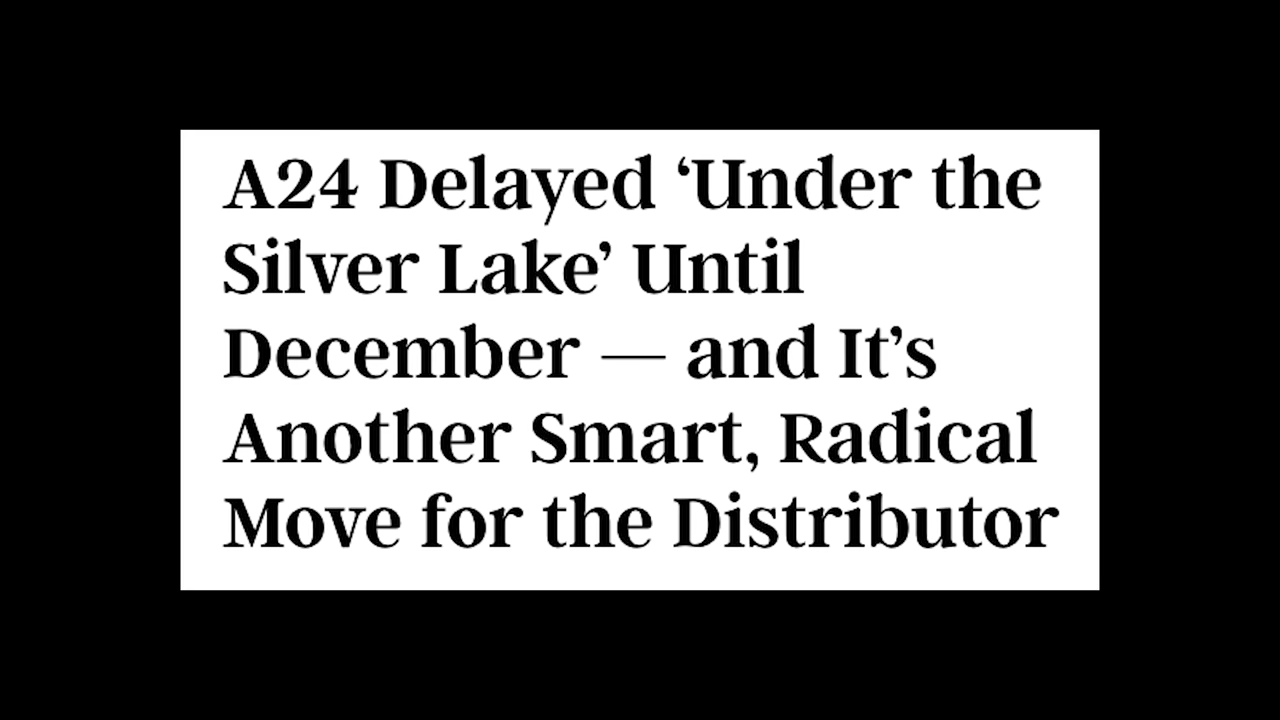 A24 Delayed ‘Under the
Silver Lake’ Until
December — and It’s
Another Smart, Radical
Move for the Distributor